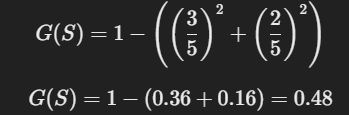 G(S) = 1 − ((3/5)² + (2/5)²)
G(S) = 1 − (0.36 + 0.16) = 0.48